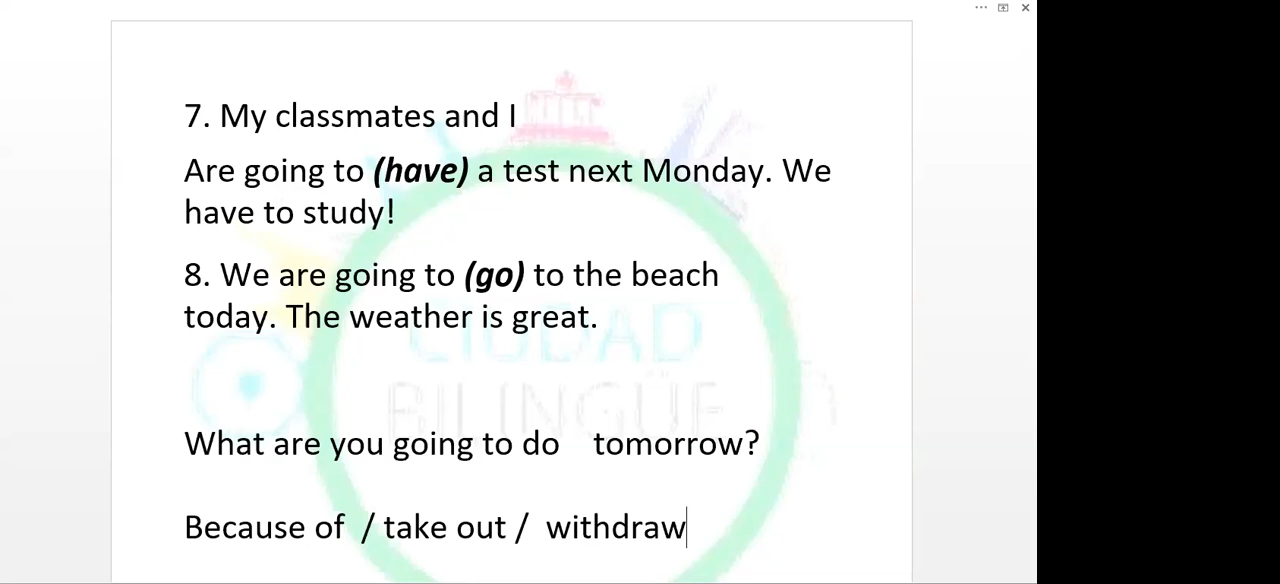 7. My classmates and I
Are going to (have) a test next Monday. We
have to study!
8. We are going to (go) to the beach
today. The weather is great.
CIUDAD
BILINGÜE
What are you going to do tomorrow?
Because of / take out / withdraw